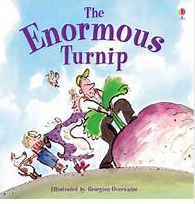 The
Enormous
Turnip
Illustrated by Georgien Overwater